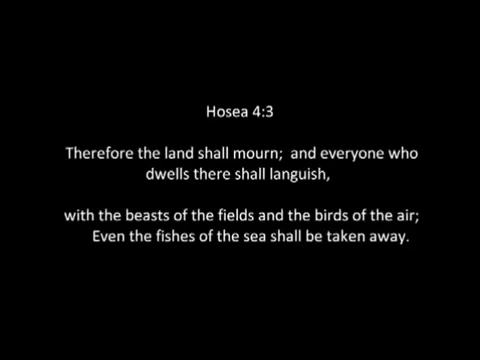 Hosea 4:3
Therefore the land shall mourn;  and everyone who
dwells there shall languish,
with the beasts of the fields and the birds of the air;
Even the fishes of the sea shall be taken away.